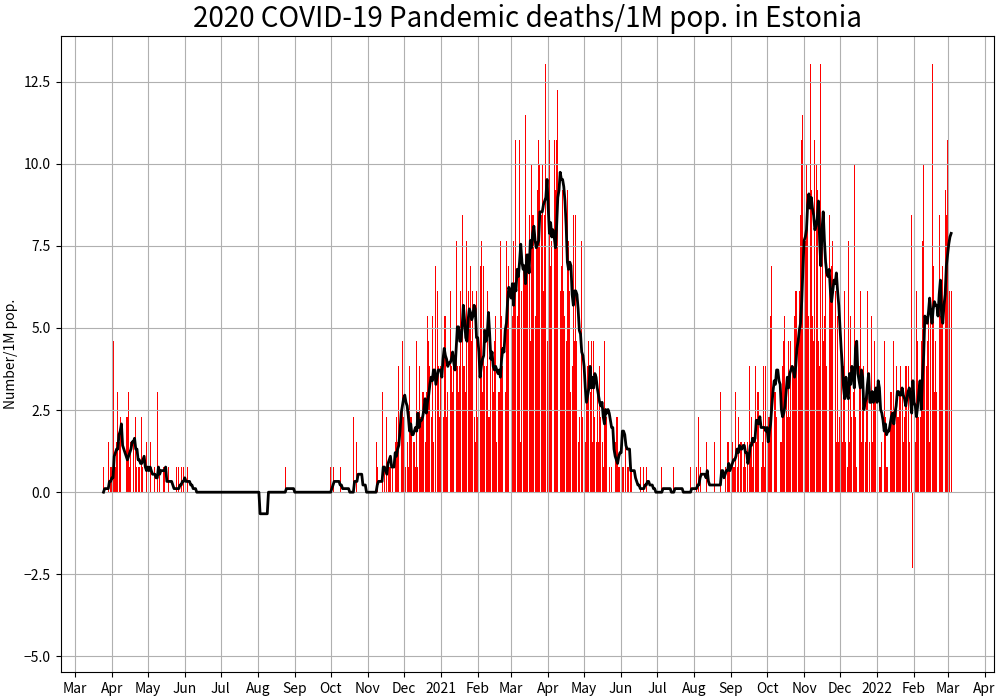 2020 COVID-19 Pandemic deaths/1M pop. in Estonia
Number/1M pop.
12.5
10.0
7.5
5.0
2.5
0.0
−2.5
−5.0
Mar Apr May Jun Jul Aug Sep Oct Nov Dec 2021 Feb Mar Apr May Jun Jul Aug Sep Oct Nov Dec 2022 Feb Mar Apr